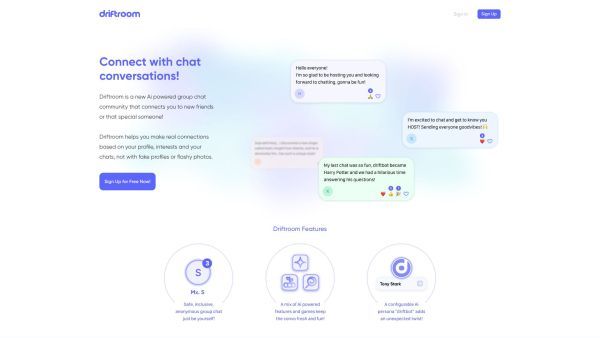 driftroom
Sign In
Sign Up
Connect with chat
conversations!
Driftroom is a new Ai powered group chat
community that connects you to new friends
or that special someone!
Driftroom helps you make real connections
based on your profile, interests and your
chats, not with fake profiles or flashy photos.
Sign Up for Free Now!
Hello everyone!
I'm so glad to be hosting you and looking
forward to chatting, gonna be fun!
I'm excited to chat and get to know you
HOST! Sending everyone goodvibes!
My last chat was so fun, driftbot became
Harry Potter and we had a hilarious time
answering his questions!
Driftroom Features
S
3
Mz. S
Tony Stark
Safe, inclusive,
anonymous group chat
just be yourself!
A mix of Ai powered
features and games keep
the convo fresh and fun!
A configurable Ai
persona "driftbot" adds
an unexpected twist!